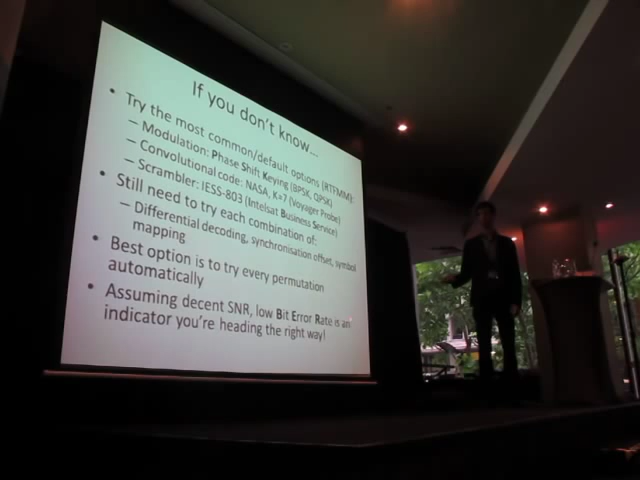 If you don't know...
• Try the most common/default options (RTFMM):
– Modulation: Phase Shift Keying (BPSK, QPSK)
– Convolutional code: NASA, K=7 (Voyager Probe)
– Scrambler: IESS-803 (Intelsat Business Service)
• Still need to try each combination of:
– Differential decoding, synchronisation offset, symbol
mapping
• Best option is to try every permutation
automatically
• Assuming decent SNR, low Bit Error Rate is an
indicator you're heading the right way!